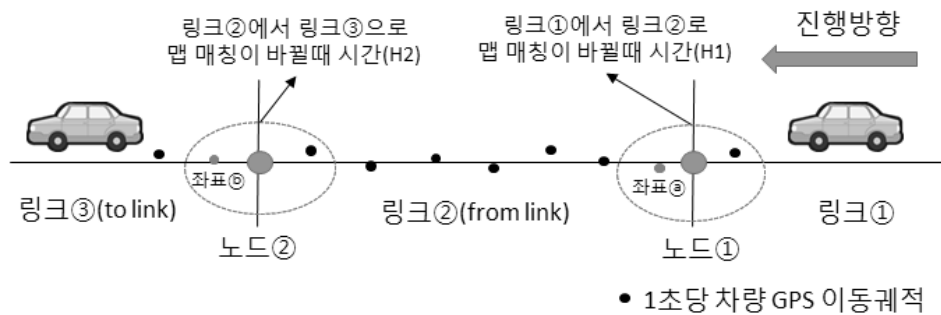 링크②에서 링크③으로
맵 매칭이 바뀔때 시간(H2)
링크①에서 링크②로
맵 매칭이 바뀔때 시간(H1)
진행방향
좌표ⓑ
좌표ⓐ
링크③(to link)
링크②(from link)
링크①
노드②
노드①
● 1초당 차량 GPS 이동궤적